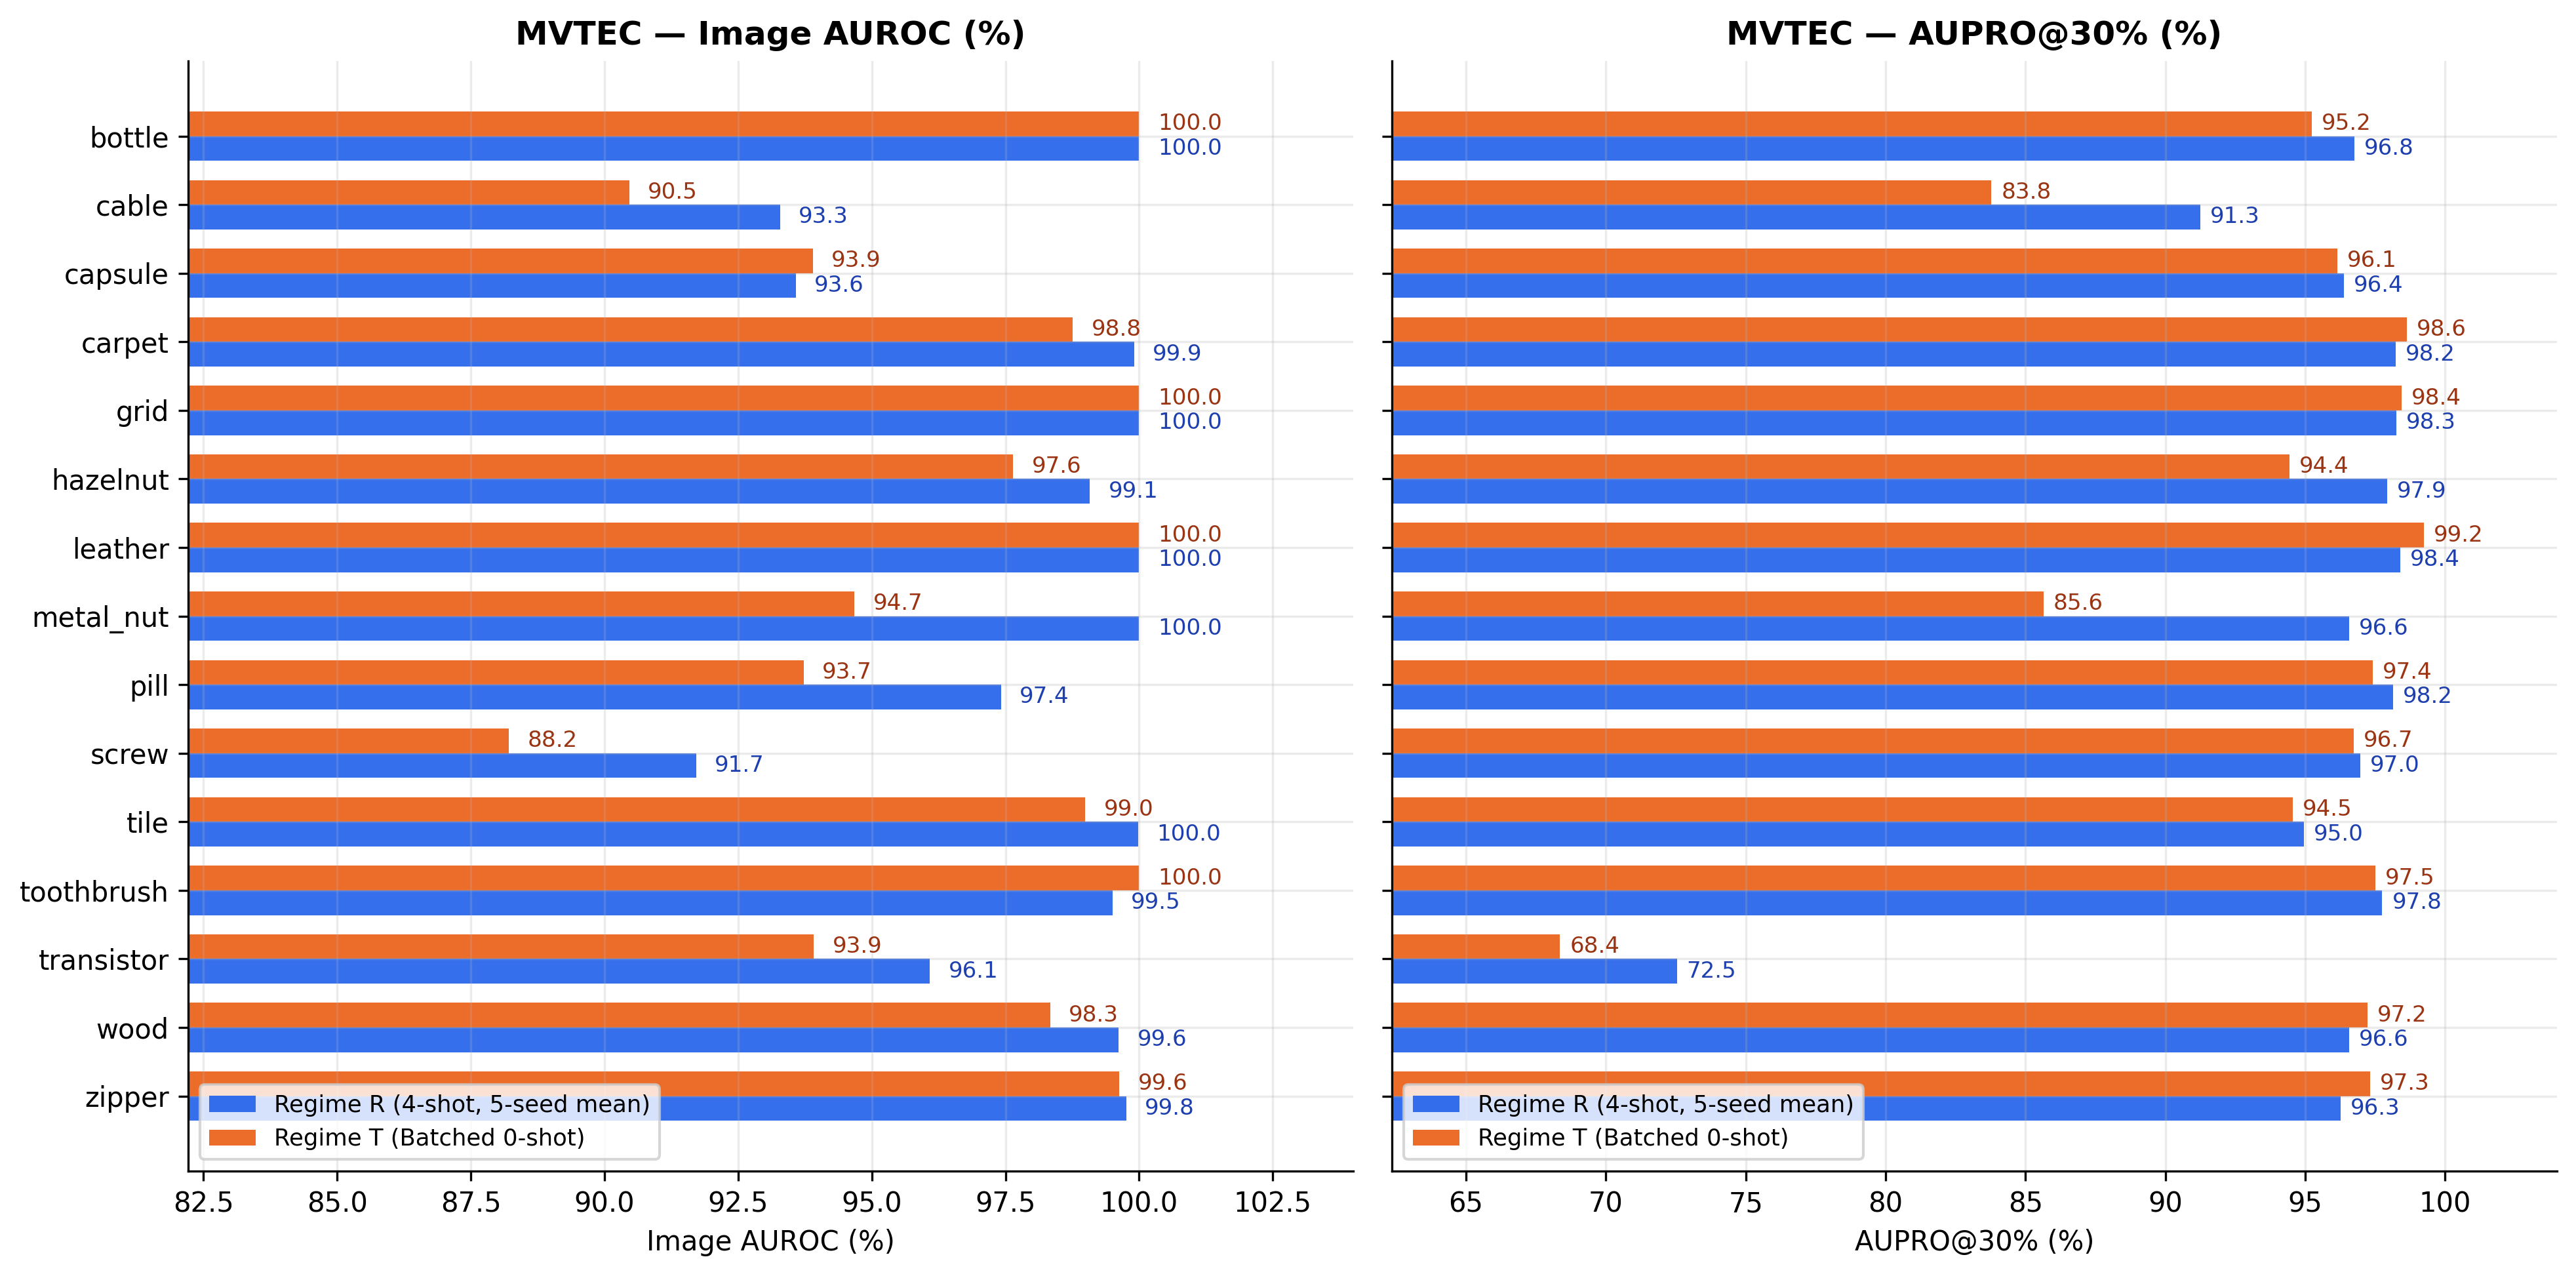 MVTEC — Image AUROC (%)
bottle
100.0
100.0
cable
90.5
93.3
capsule
93.9
93.6
carpet
98.8
99.9
grid
100.0
100.0
hazelnut
97.6
99.1
leather
100.0
100.0
metal_nut
94.7
100.0
pill
93.7
97.4
screw
88.2
91.7
tile
99.0
100.0
toothbrush
100.0
99.5
transistor
93.9
96.1
wood
98.3
99.6
zipper
99.6
99.8
Regime R (4-shot, 5-seed mean)
Regime T (Batched 0-shot)
82.5 85.0 87.5 90.0 92.5 95.0 97.5 100.0 102.5
Image AUROC (%)
MVTEC — AUPRO@30% (%)
95.2
96.8
83.8
91.3
96.1
96.4
98.6
98.2
98.4
98.3
94.4
97.9
99.2
98.4
85.6
96.6
97.4
98.2
96.7
97.0
94.5
95.0
97.5
97.8
68.4
72.5
97.2
96.6
97.3
96.3
Regime R (4-shot, 5-seed mean)
Regime T (Batched 0-shot)
65 70 75 80 85 90 95 100
AUPRO@30% (%)